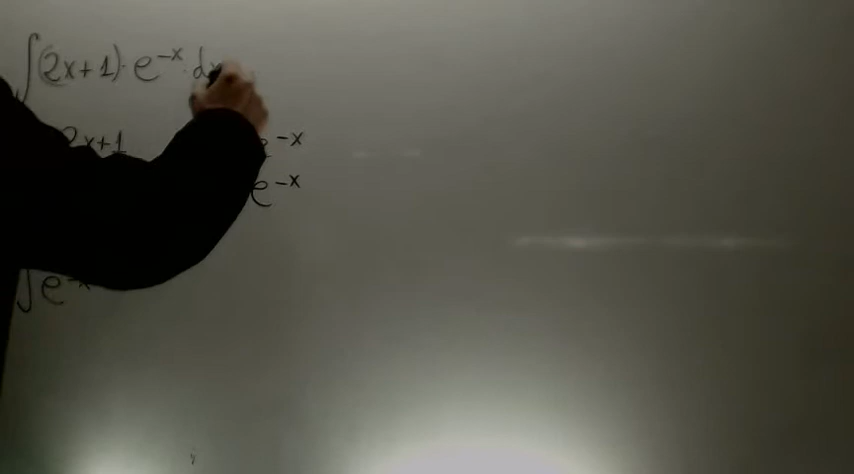 ∫(2x+1)·e^{-x}·dx
2x+1 e^{-x}
e^{-x}
∫e^{-x}